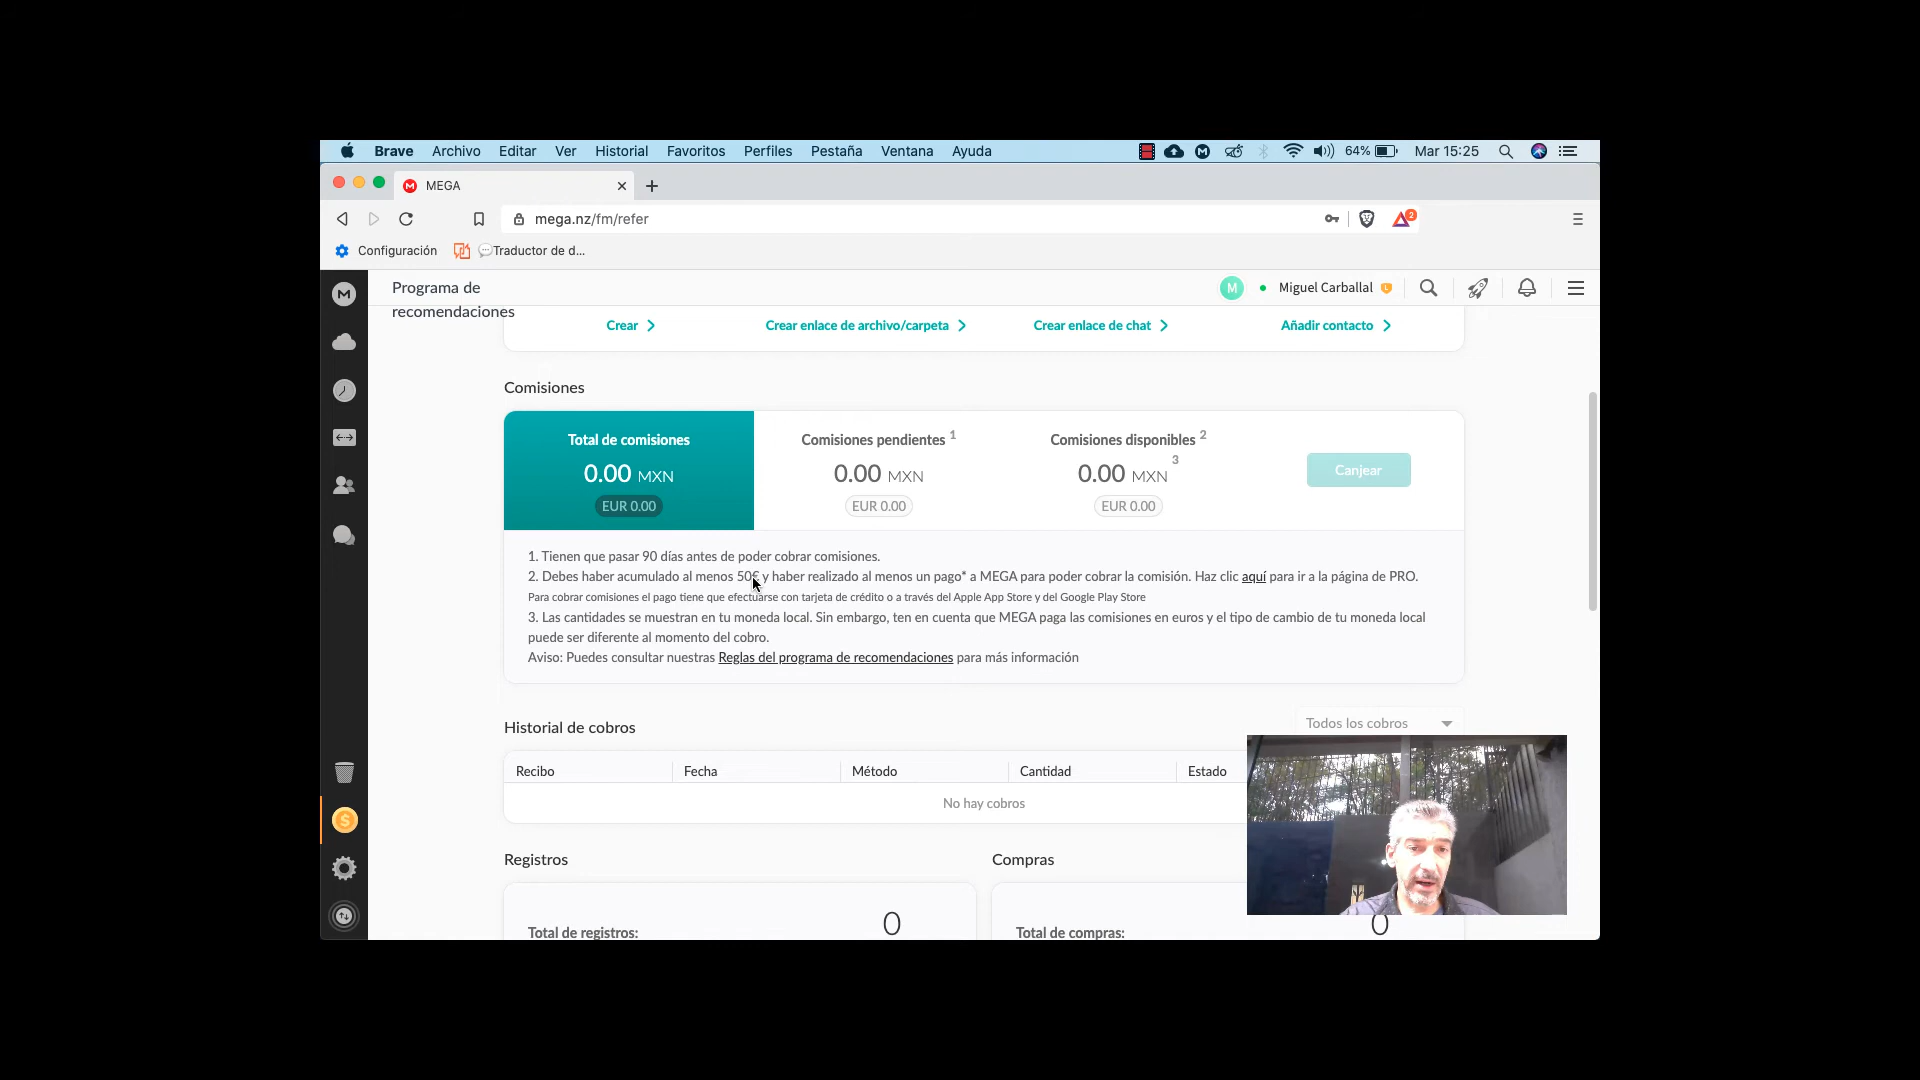 Brave Archivo Editar Ver Historial Favoritos Perfiles Pestaña Ventana Ayuda 64% Mar 15:25
MEGA
mega.nz/fm/refer 2
Configuración Traductor de d...
Programa de recomendaciones
M Miguel Carballal
Crear Crear enlace de archivo/carpeta Crear enlace de chat Añadir contacto
Comisiones
Total de comisiones Comisiones pendientes 1 Comisiones disponibles 2
0.00 MXN 0.00 MXN 0.00 MXN 3 Canjear
EUR 0.00 EUR 0.00 EUR 0.00
1. Tienen que pasar 90 días antes de poder cobrar comisiones.
2. Debes haber acumulado al menos 50€ y haber realizado al menos un pago* a MEGA para poder cobrar la comisión. Haz clic aquí para ir a la página de PRO.
Para cobrar comisiones el pago tiene que efectuarse con tarjeta de crédito o a través del Apple App Store y del Google Play Store
3. Las cantidades se muestran en tu moneda local. Sin embargo, ten en cuenta que MEGA paga las comisiones en euros y el tipo de cambio de tu moneda local
puede ser diferente al momento del cobro.
Aviso: Puedes consultar nuestras Reglas del programa de recomendaciones para más información
Historial de cobros Todos los cobros
Recibo Fecha Método Cantidad Estado
No hay cobros
Registros Compras
Total de registros: 0 Total de compras: 0